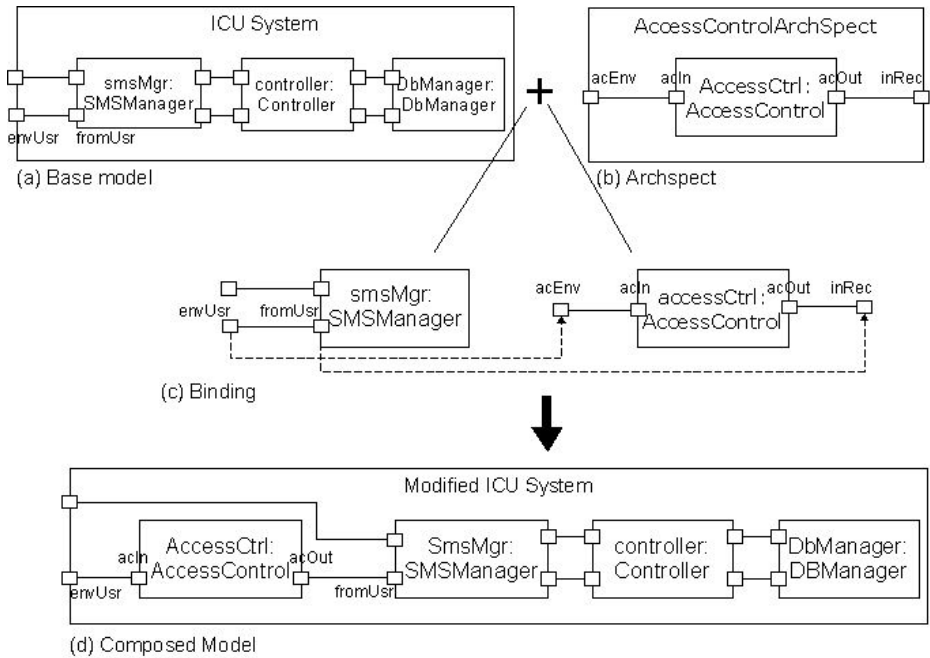 ICU System
smsMgr:
SMSManager
controller:
Controller
DbManager:
DbManager
envUsr
fromUsr
(a) Base model
+
AccessControlArchSpect
acEnv
acIn
AccessCtrl:
AccessControl
acOut
inRec
(b) Archspect
envUsr
fromUsr
smsMgr:
SMSManager
acEnv
acIn
accessCtrl:
AccessControl
acOut
inRec
(c) Binding
Modified ICU System
acIn
AccessCtrl:
AccessControl
acOut
envUsr
fromUsr
SmsMgr:
SMSManager
controller:
Controller
DbManager:
DBManager
(d) Composed Model